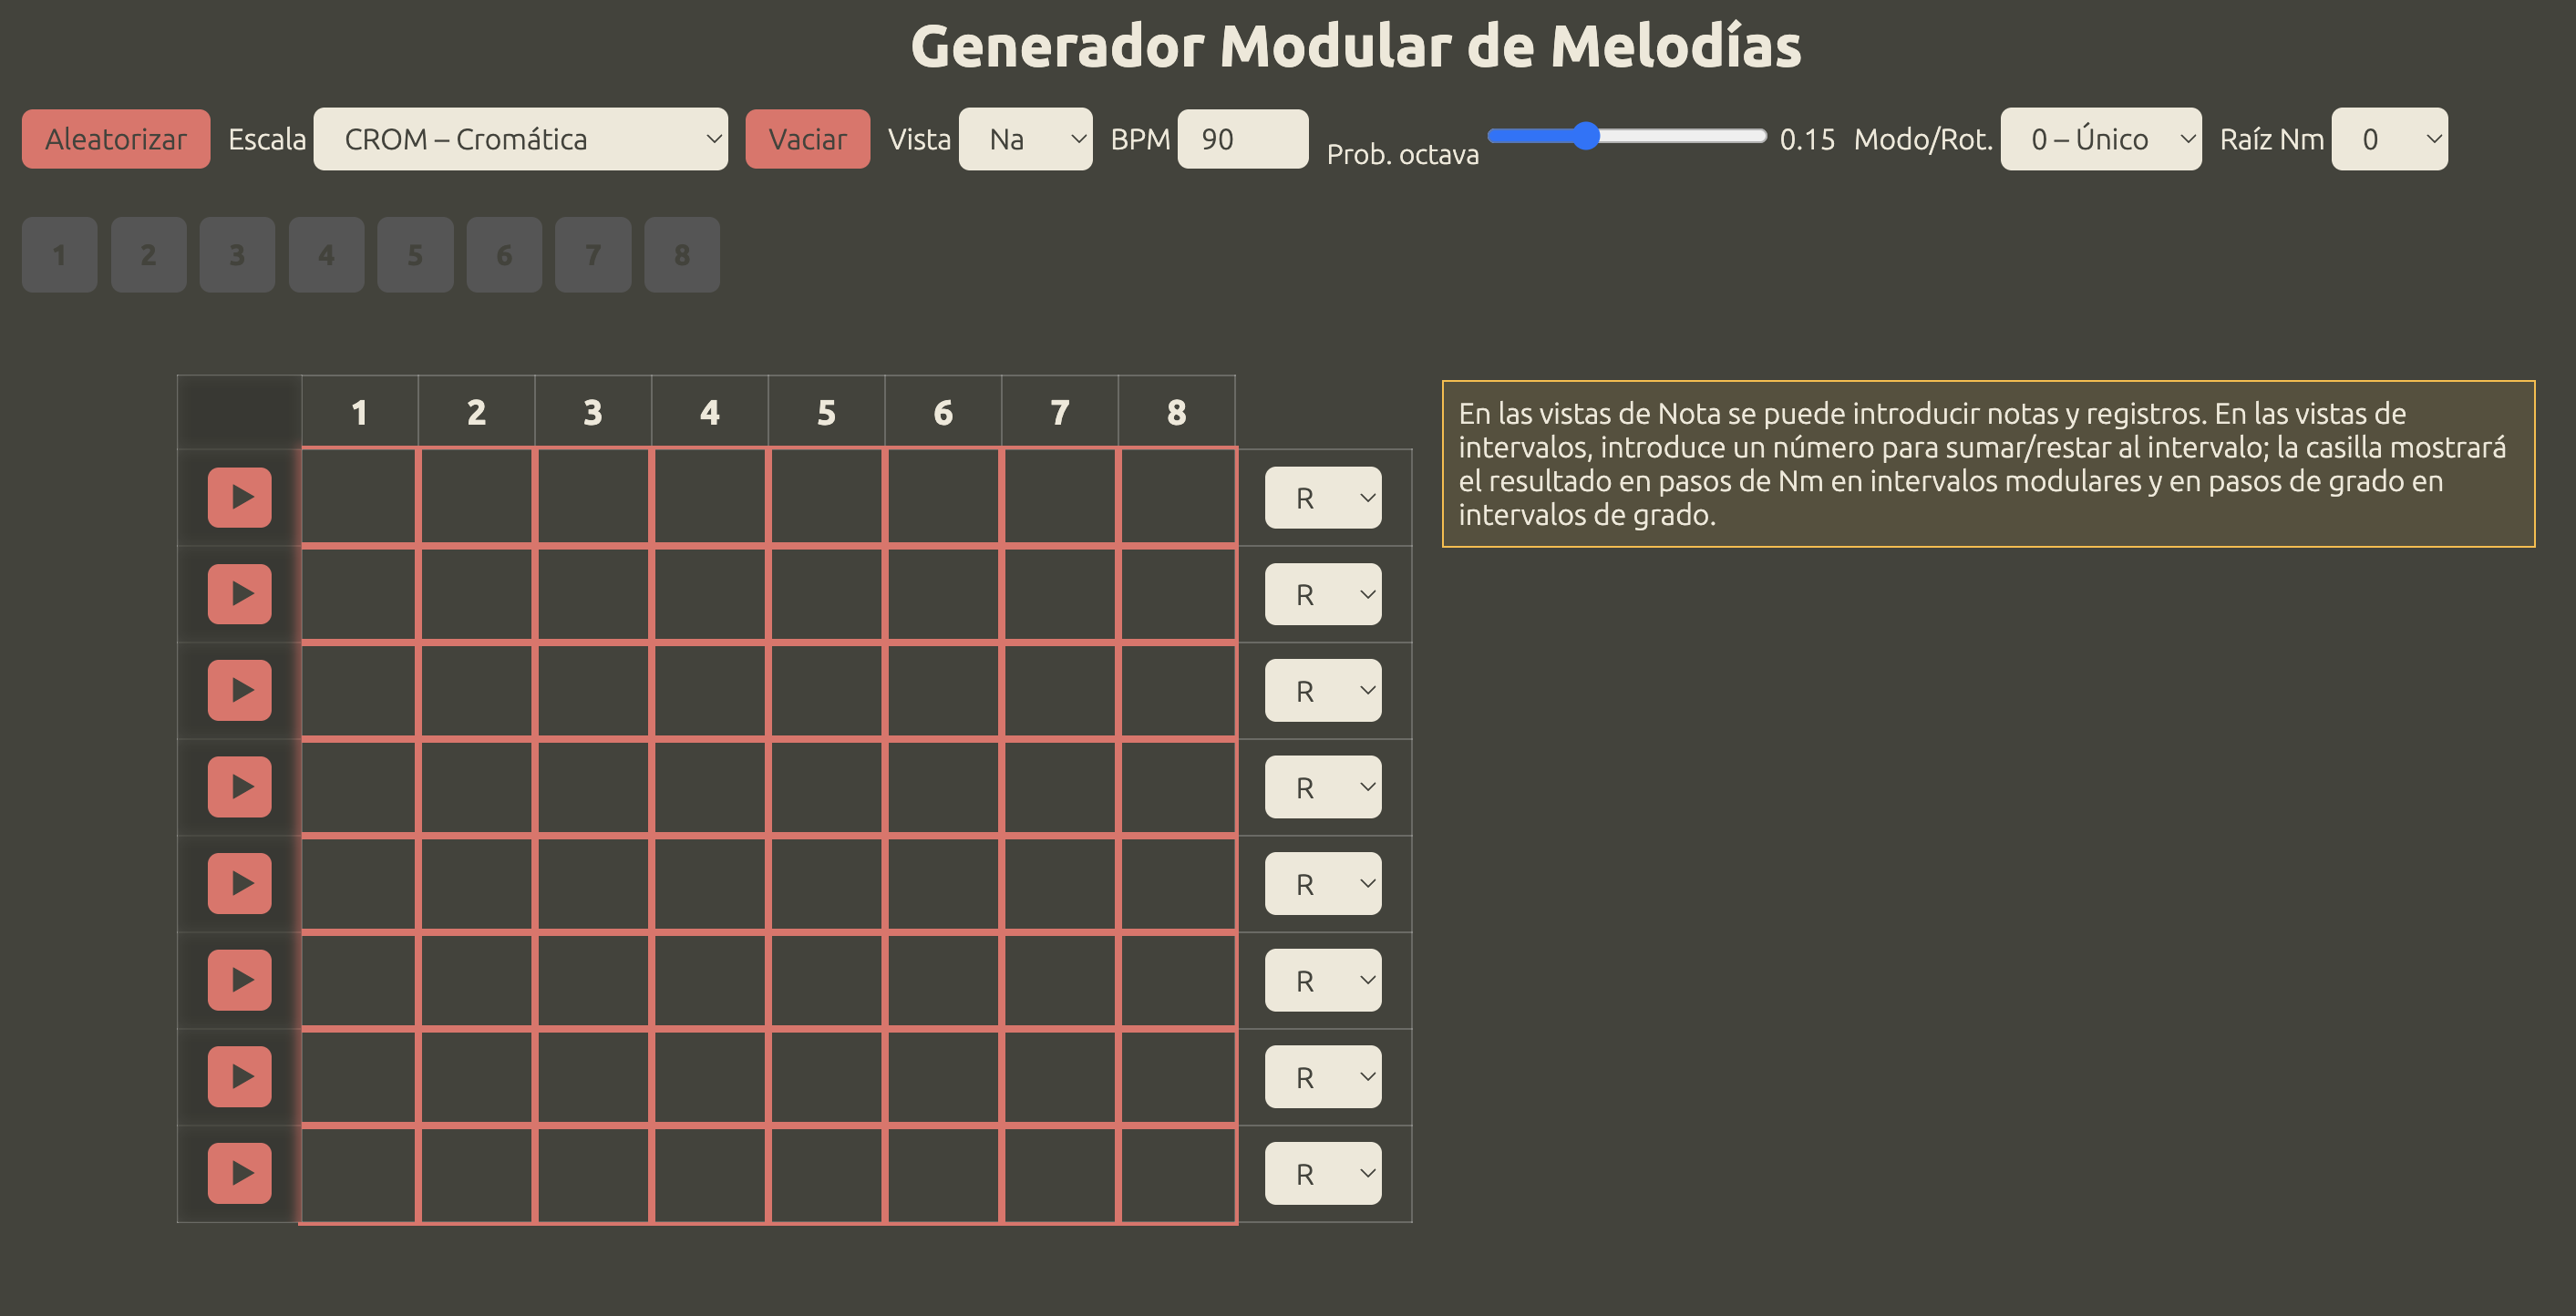 Generador Modular de Melodías
Aleatorizar Escala CROM – Cromática Vaciar Vista Na BPM 90 Prob. octava 0.15 Modo/Rot. 0 – Único Raíz Nm 0
1 2 3 4 5 6 7 8
1 2 3 4 5 6 7 8
En las vistas de Nota se puede introducir notas y registros. En las vistas de
intervalos, introduce un número para sumar/restar al intervalo; la casilla mostrará
el resultado en pasos de Nm en intervalos modulares y en pasos de grado en
intervalos de grado.
R
R
R
R
R
R
R
R